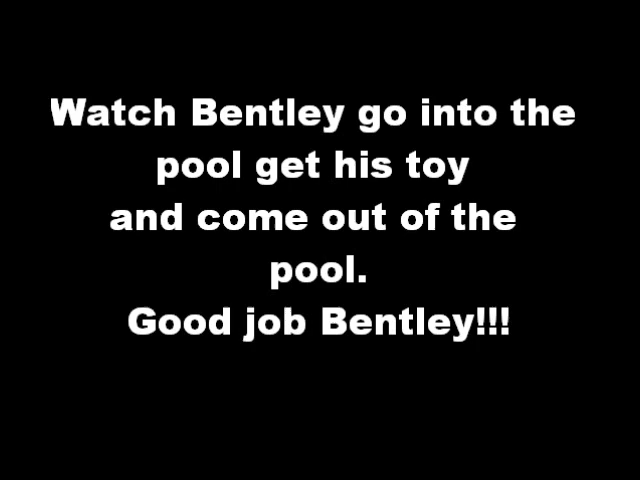 Watch Bentley go into the
pool get his toy
and come out of the
pool.
Good job Bentley!!!